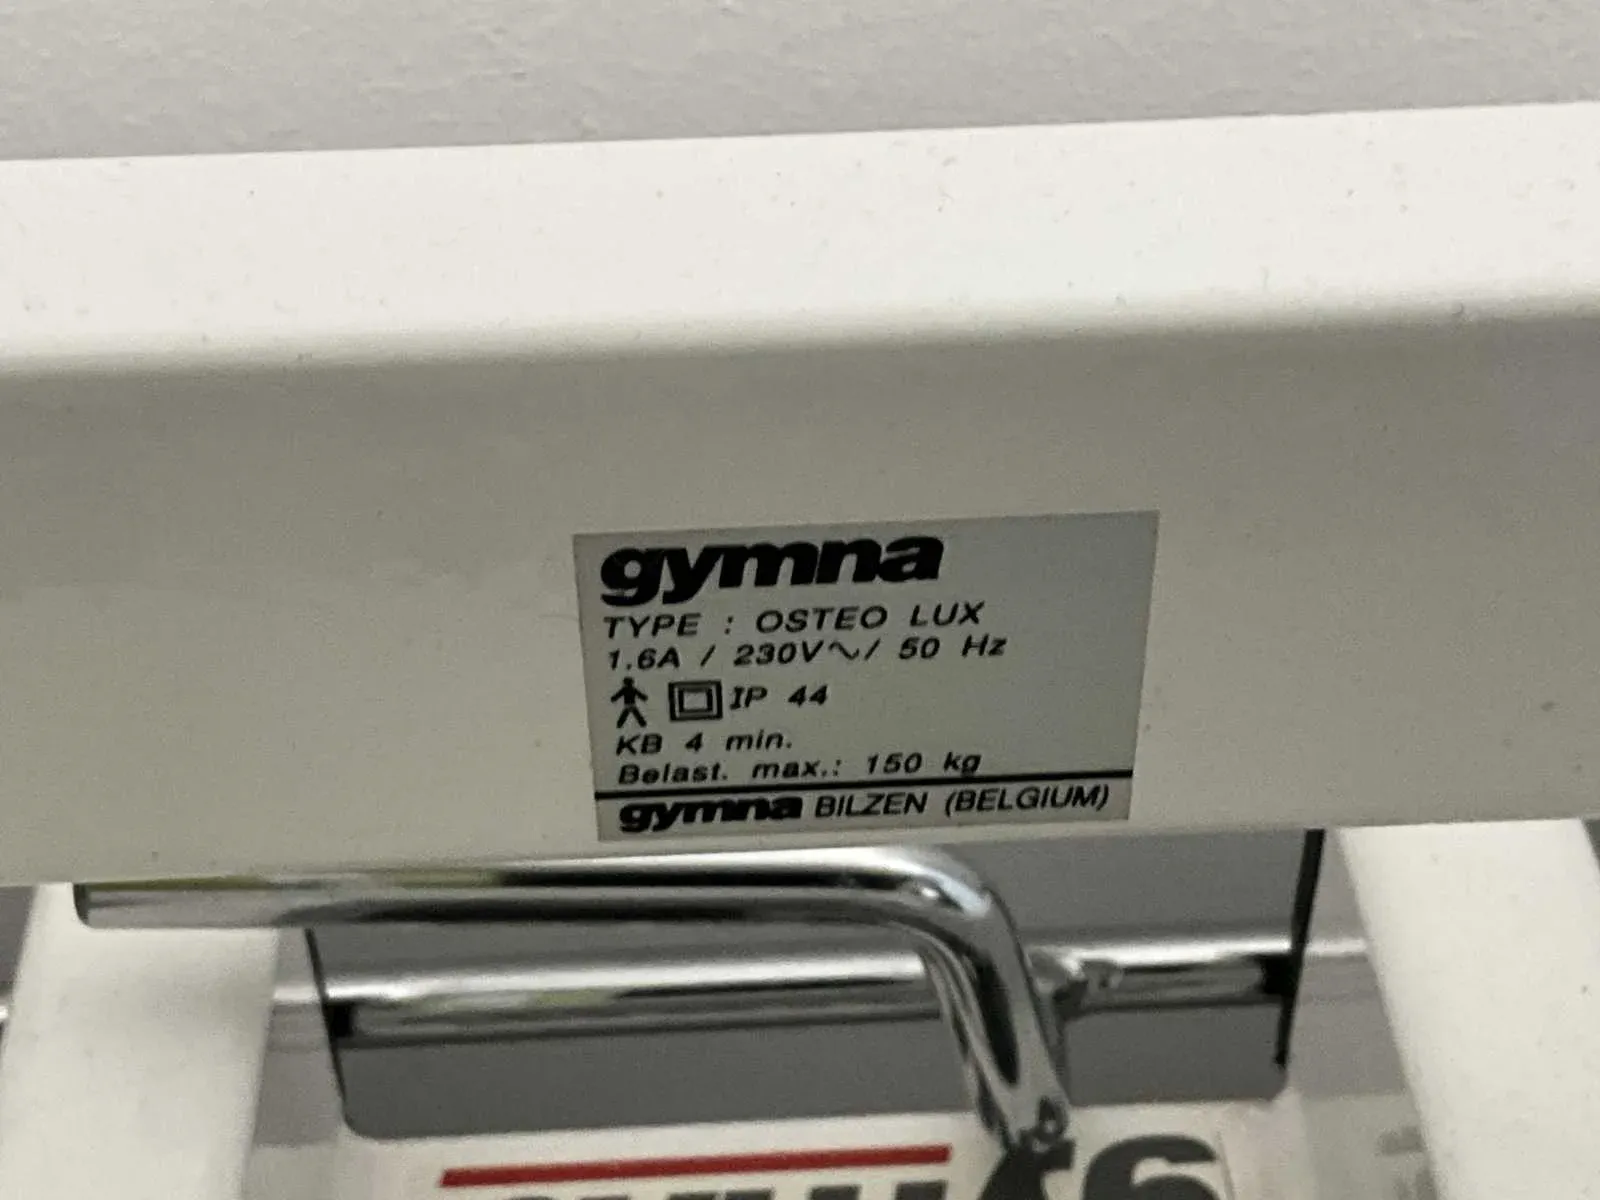 gymna
TYPE : OSTEO LUX
1.6A / 230V~/ 50 Hz
IP 44
KB 4 min.
Belast. max.: 150 kg
gymna BILZEN (BELGIUM)